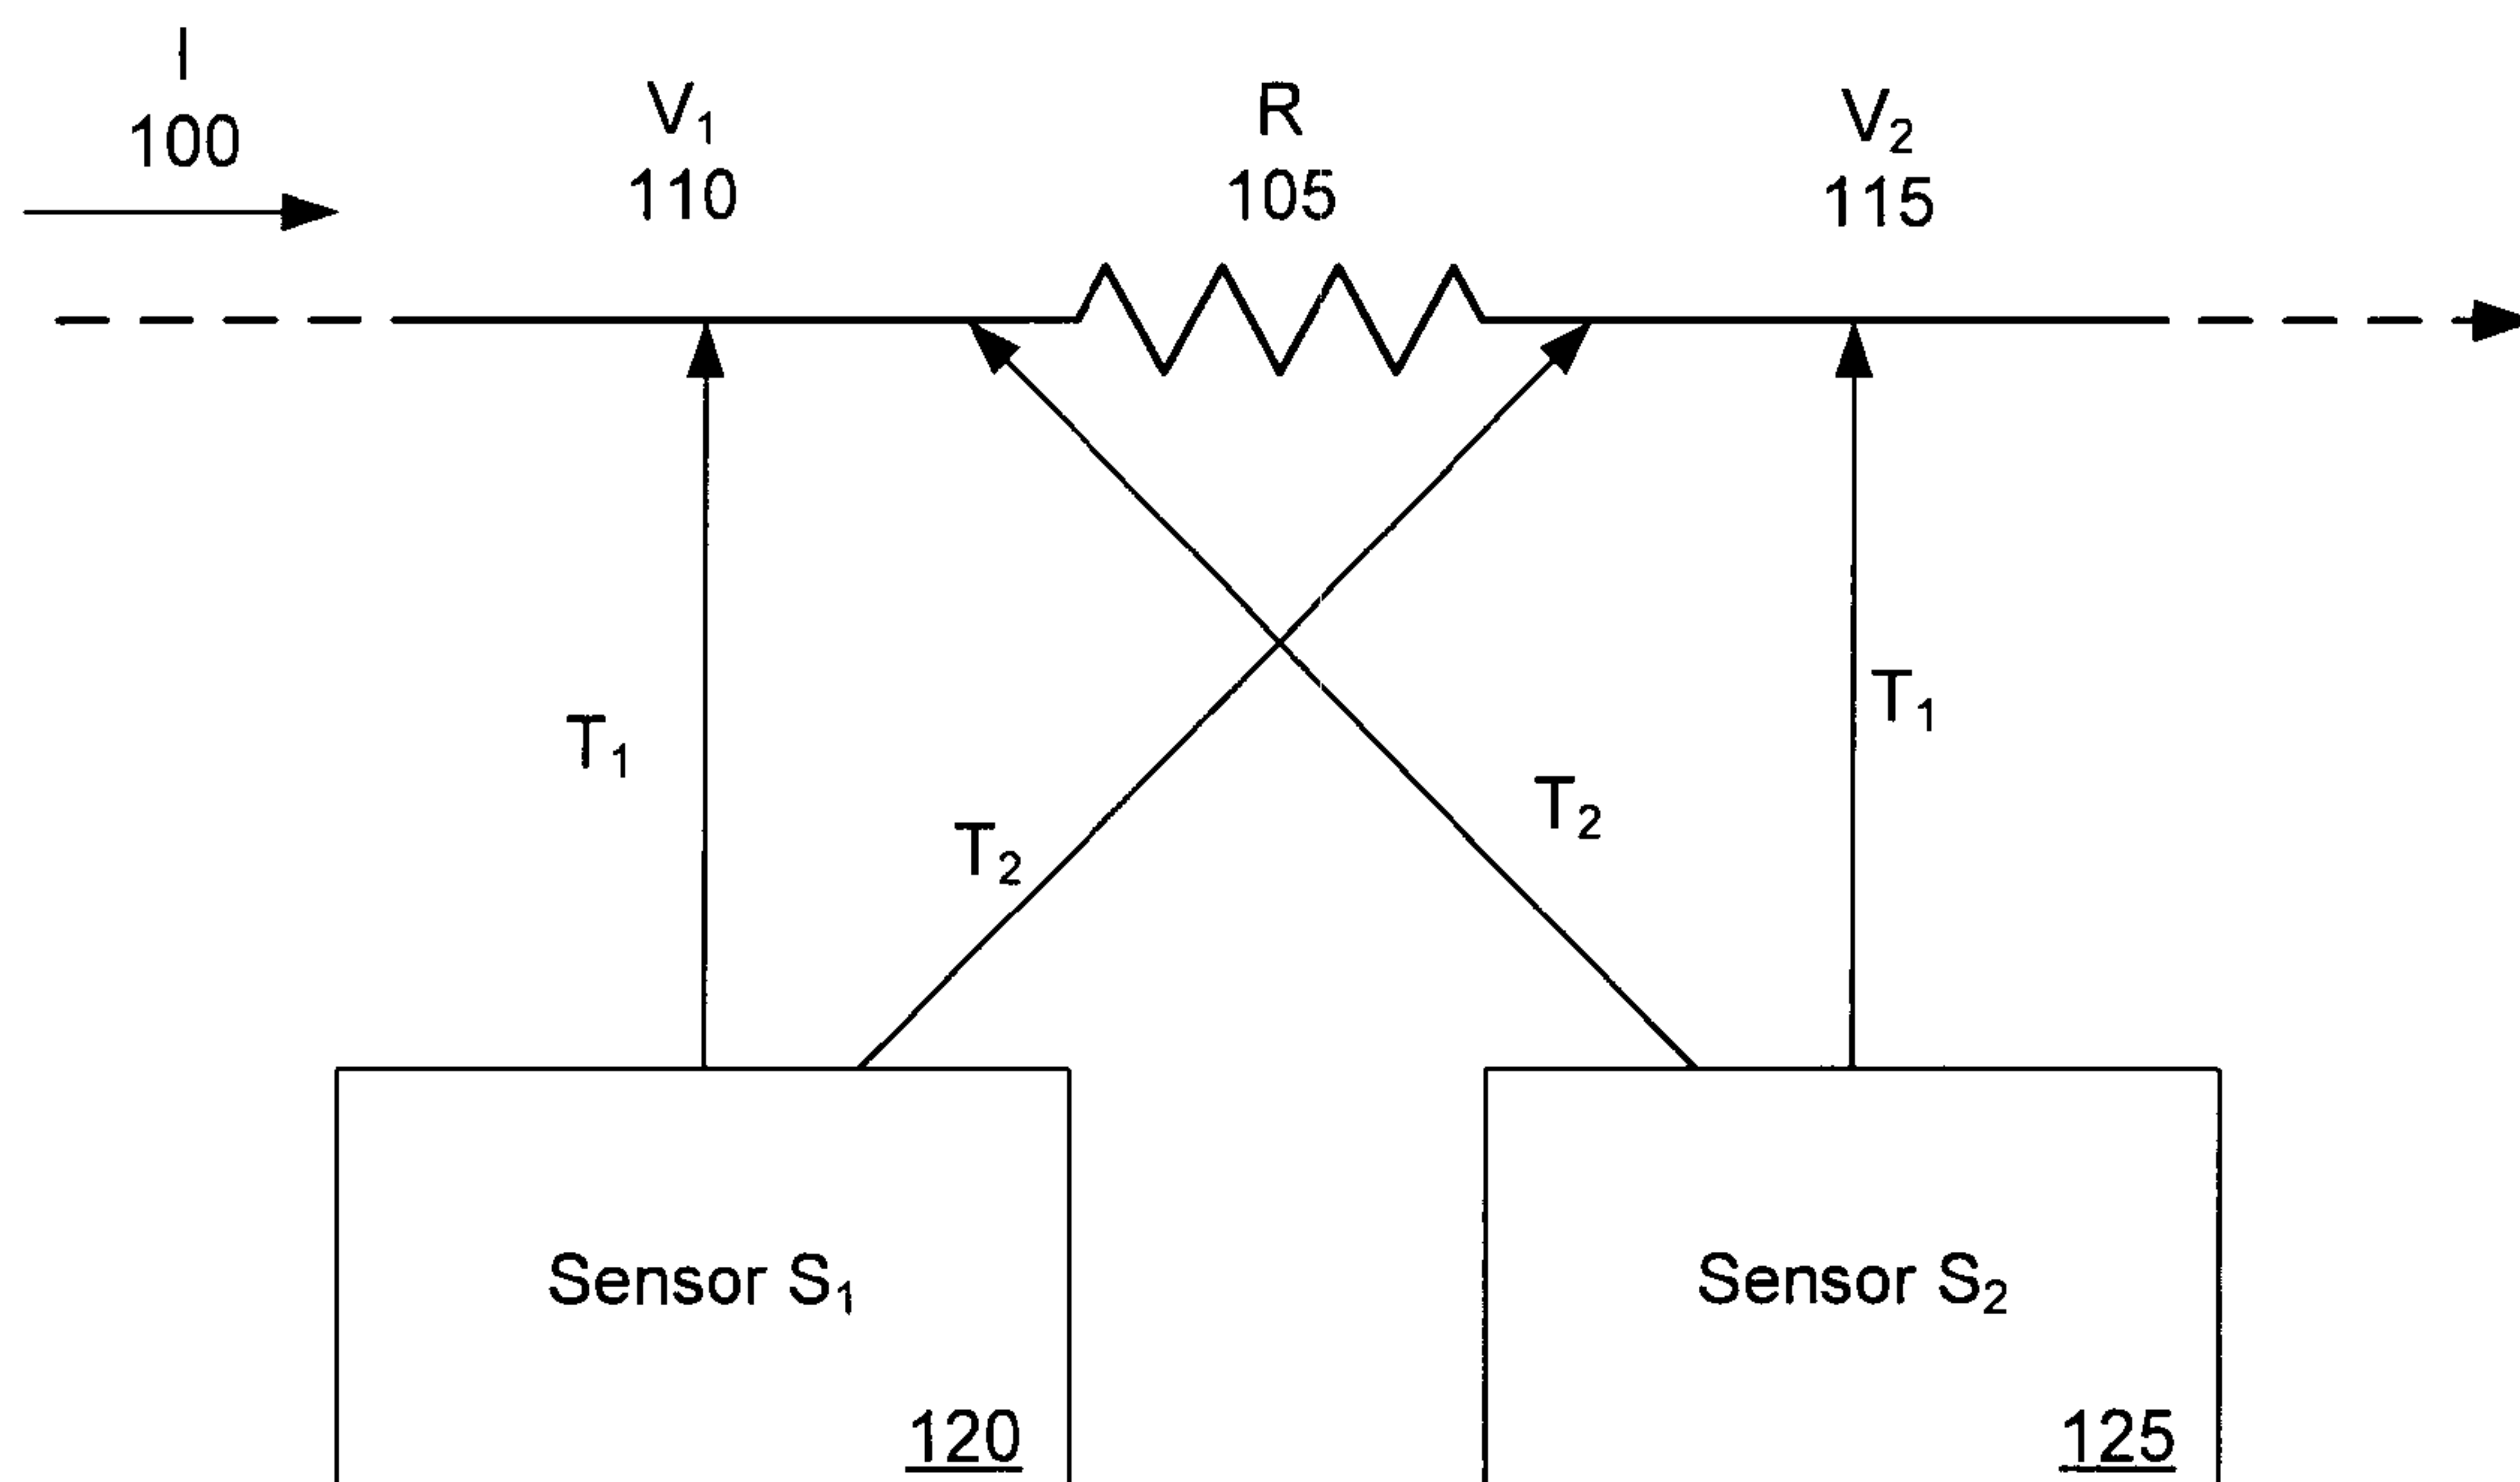 I
100
V₁
110
R
105
V₂
115
T₁
T₂
T₂
T₁
Sensor S₁
120
Sensor S₂
125